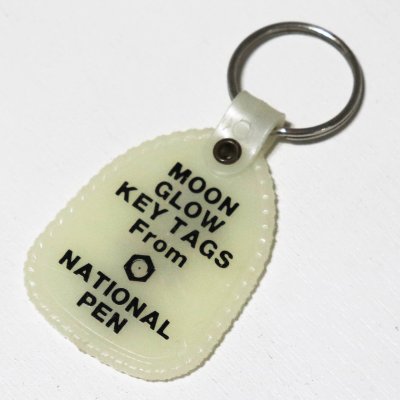 MOON
GLOW
KEY TAGS
From
NATIONAL
PEN